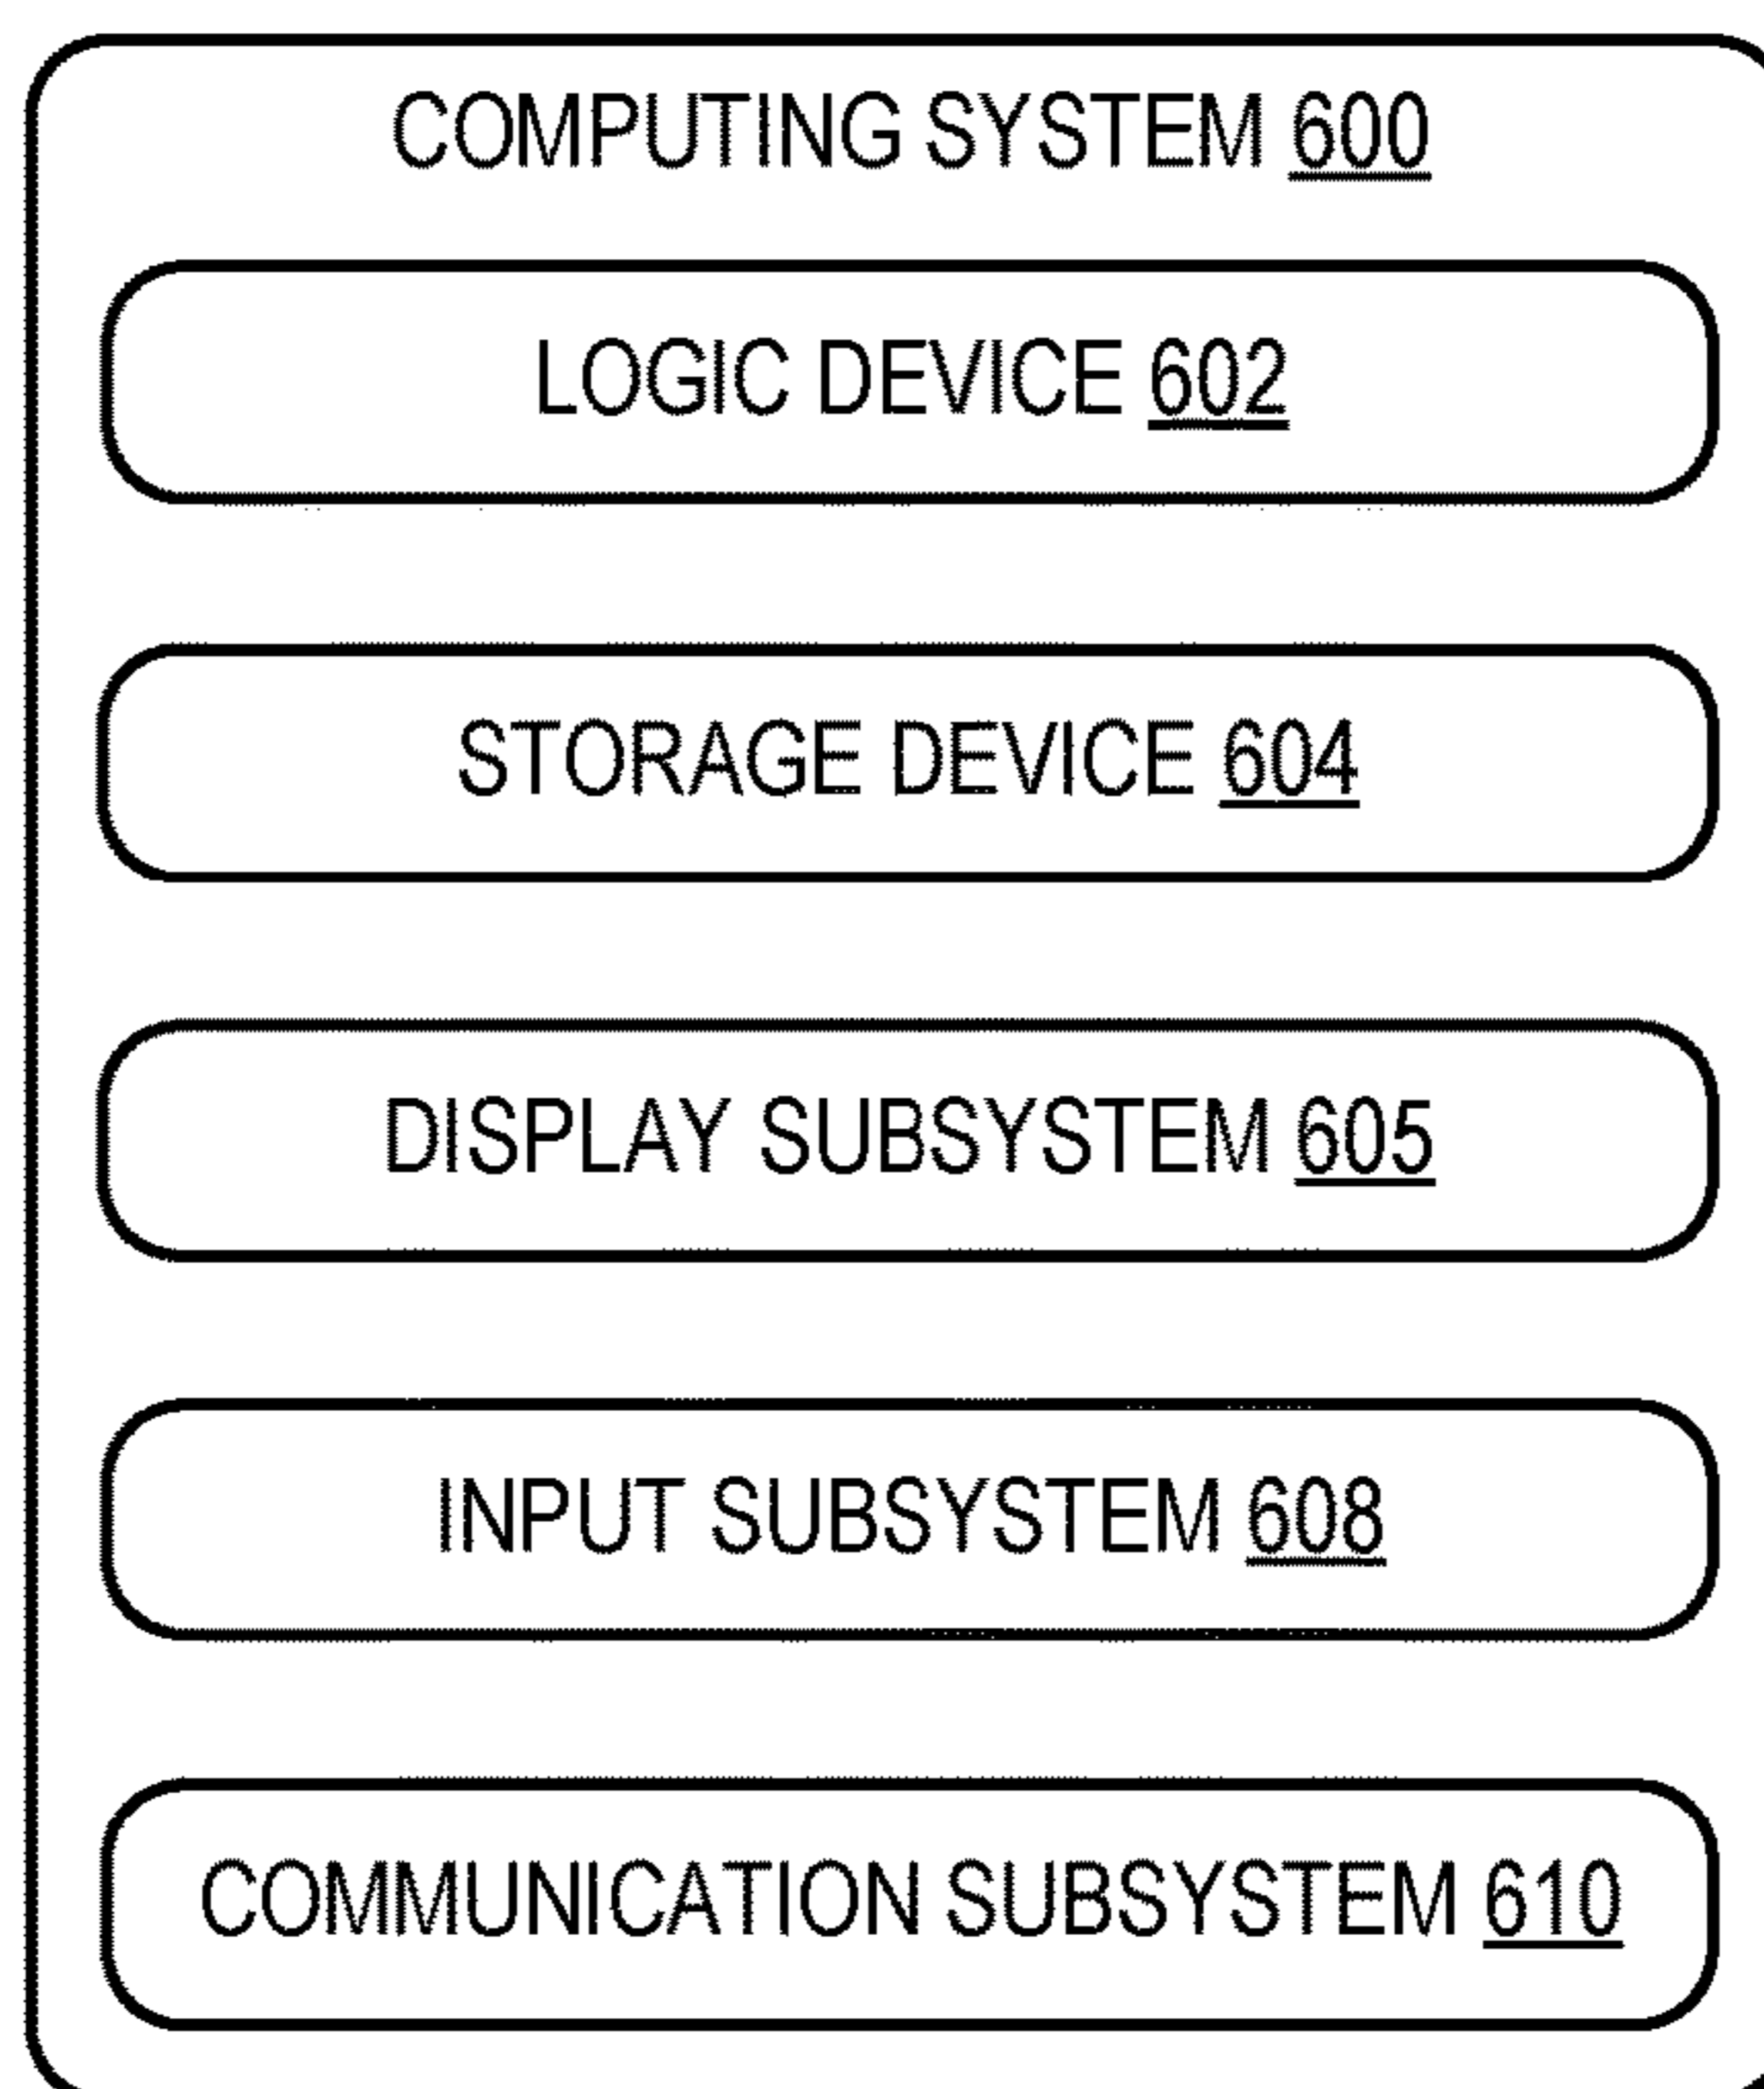 COMPUTING SYSTEM 600
LOGIC DEVICE 602
STORAGE DEVICE 604
DISPLAY SUBSYSTEM 605
INPUT SUBSYSTEM 608
COMMUNICATION SUBSYSTEM 610